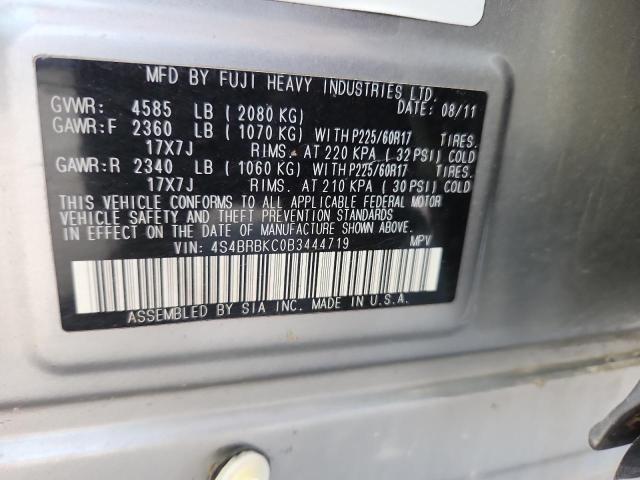 MFD BY FUJI HEAVY INDUSTRIES LTD.
GVWR: 4585 LB (2080 KG) DATE: 08/11
GAWR:F 2360 LB (1070 KG) WITH P225/60R17 TIRES.
17X7J RIMS. AT 220 KPA (32 PSI) COLD
GAWR:R 2340 LB (1060 KG) WITH P225/60R17 TIRES.
17X7J RIMS. AT 210 KPA (30 PSI) COLD
THIS VEHICLE CONFORMS TO ALL APPLICABLE FEDERAL MOTOR
VEHICLE SAFETY AND THEFT PREVENTION STANDARDS IN EFFECT
ON THE DATE OF MANUFACTURE SHOWN ABOVE.
VIN: 4S4BRBKC0B3444719 MPV
ASSEMBLED BY SIA INC. MADE IN U.S.A.